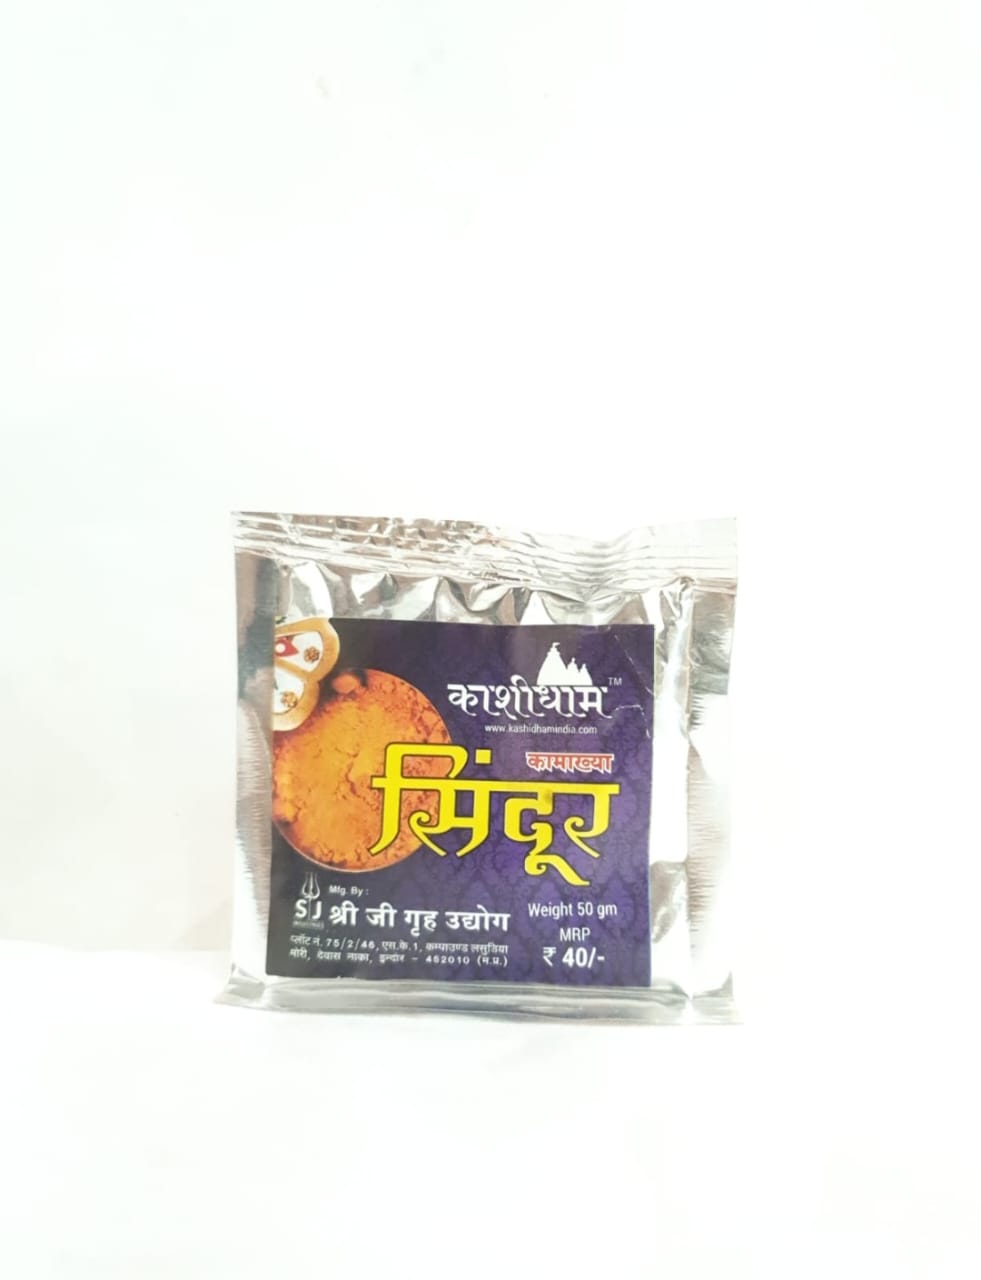 काशीधाम TM
www.kashidhamindia.com
कामाख्या
सिंदूर
Mfg. By :
SJ श्री जी गृह उद्योग
प्लॉट नं. 75/2/46, एस.के.1, कम्पाउण्ड लसुडिया
मोरी, देवास नाका, इन्दोर - 452010 (म.प्र.)
Weight 50 gm
MRP
₹ 40/-